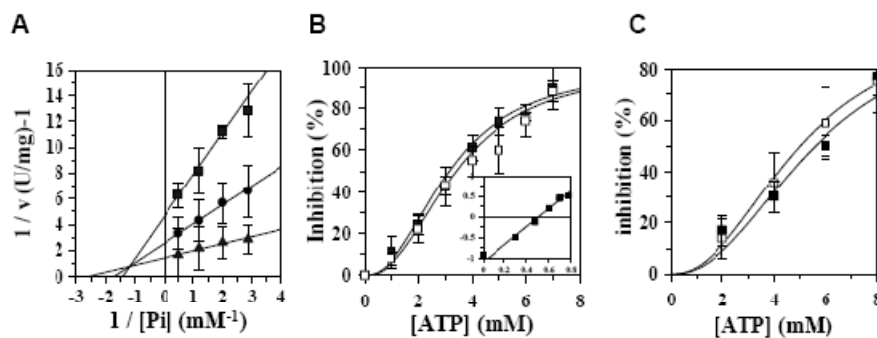 A
B
C
16
14
12
10
8
6
4
2
0
-3 -2 -1 0 1 2 3 4
1 / v (U/mg)-1
1 / [Pi] (mM-1)
100
80
60
40
20
0
0 2 4 6 8
Inhibition (%)
[ATP] (mM)
1
0.5
0
-0.5
-1
0 0.2 0.4 0.6 0.8
80
60
40
20
0
0 2 4 6 8
inhibition (%)
[ATP] (mM)